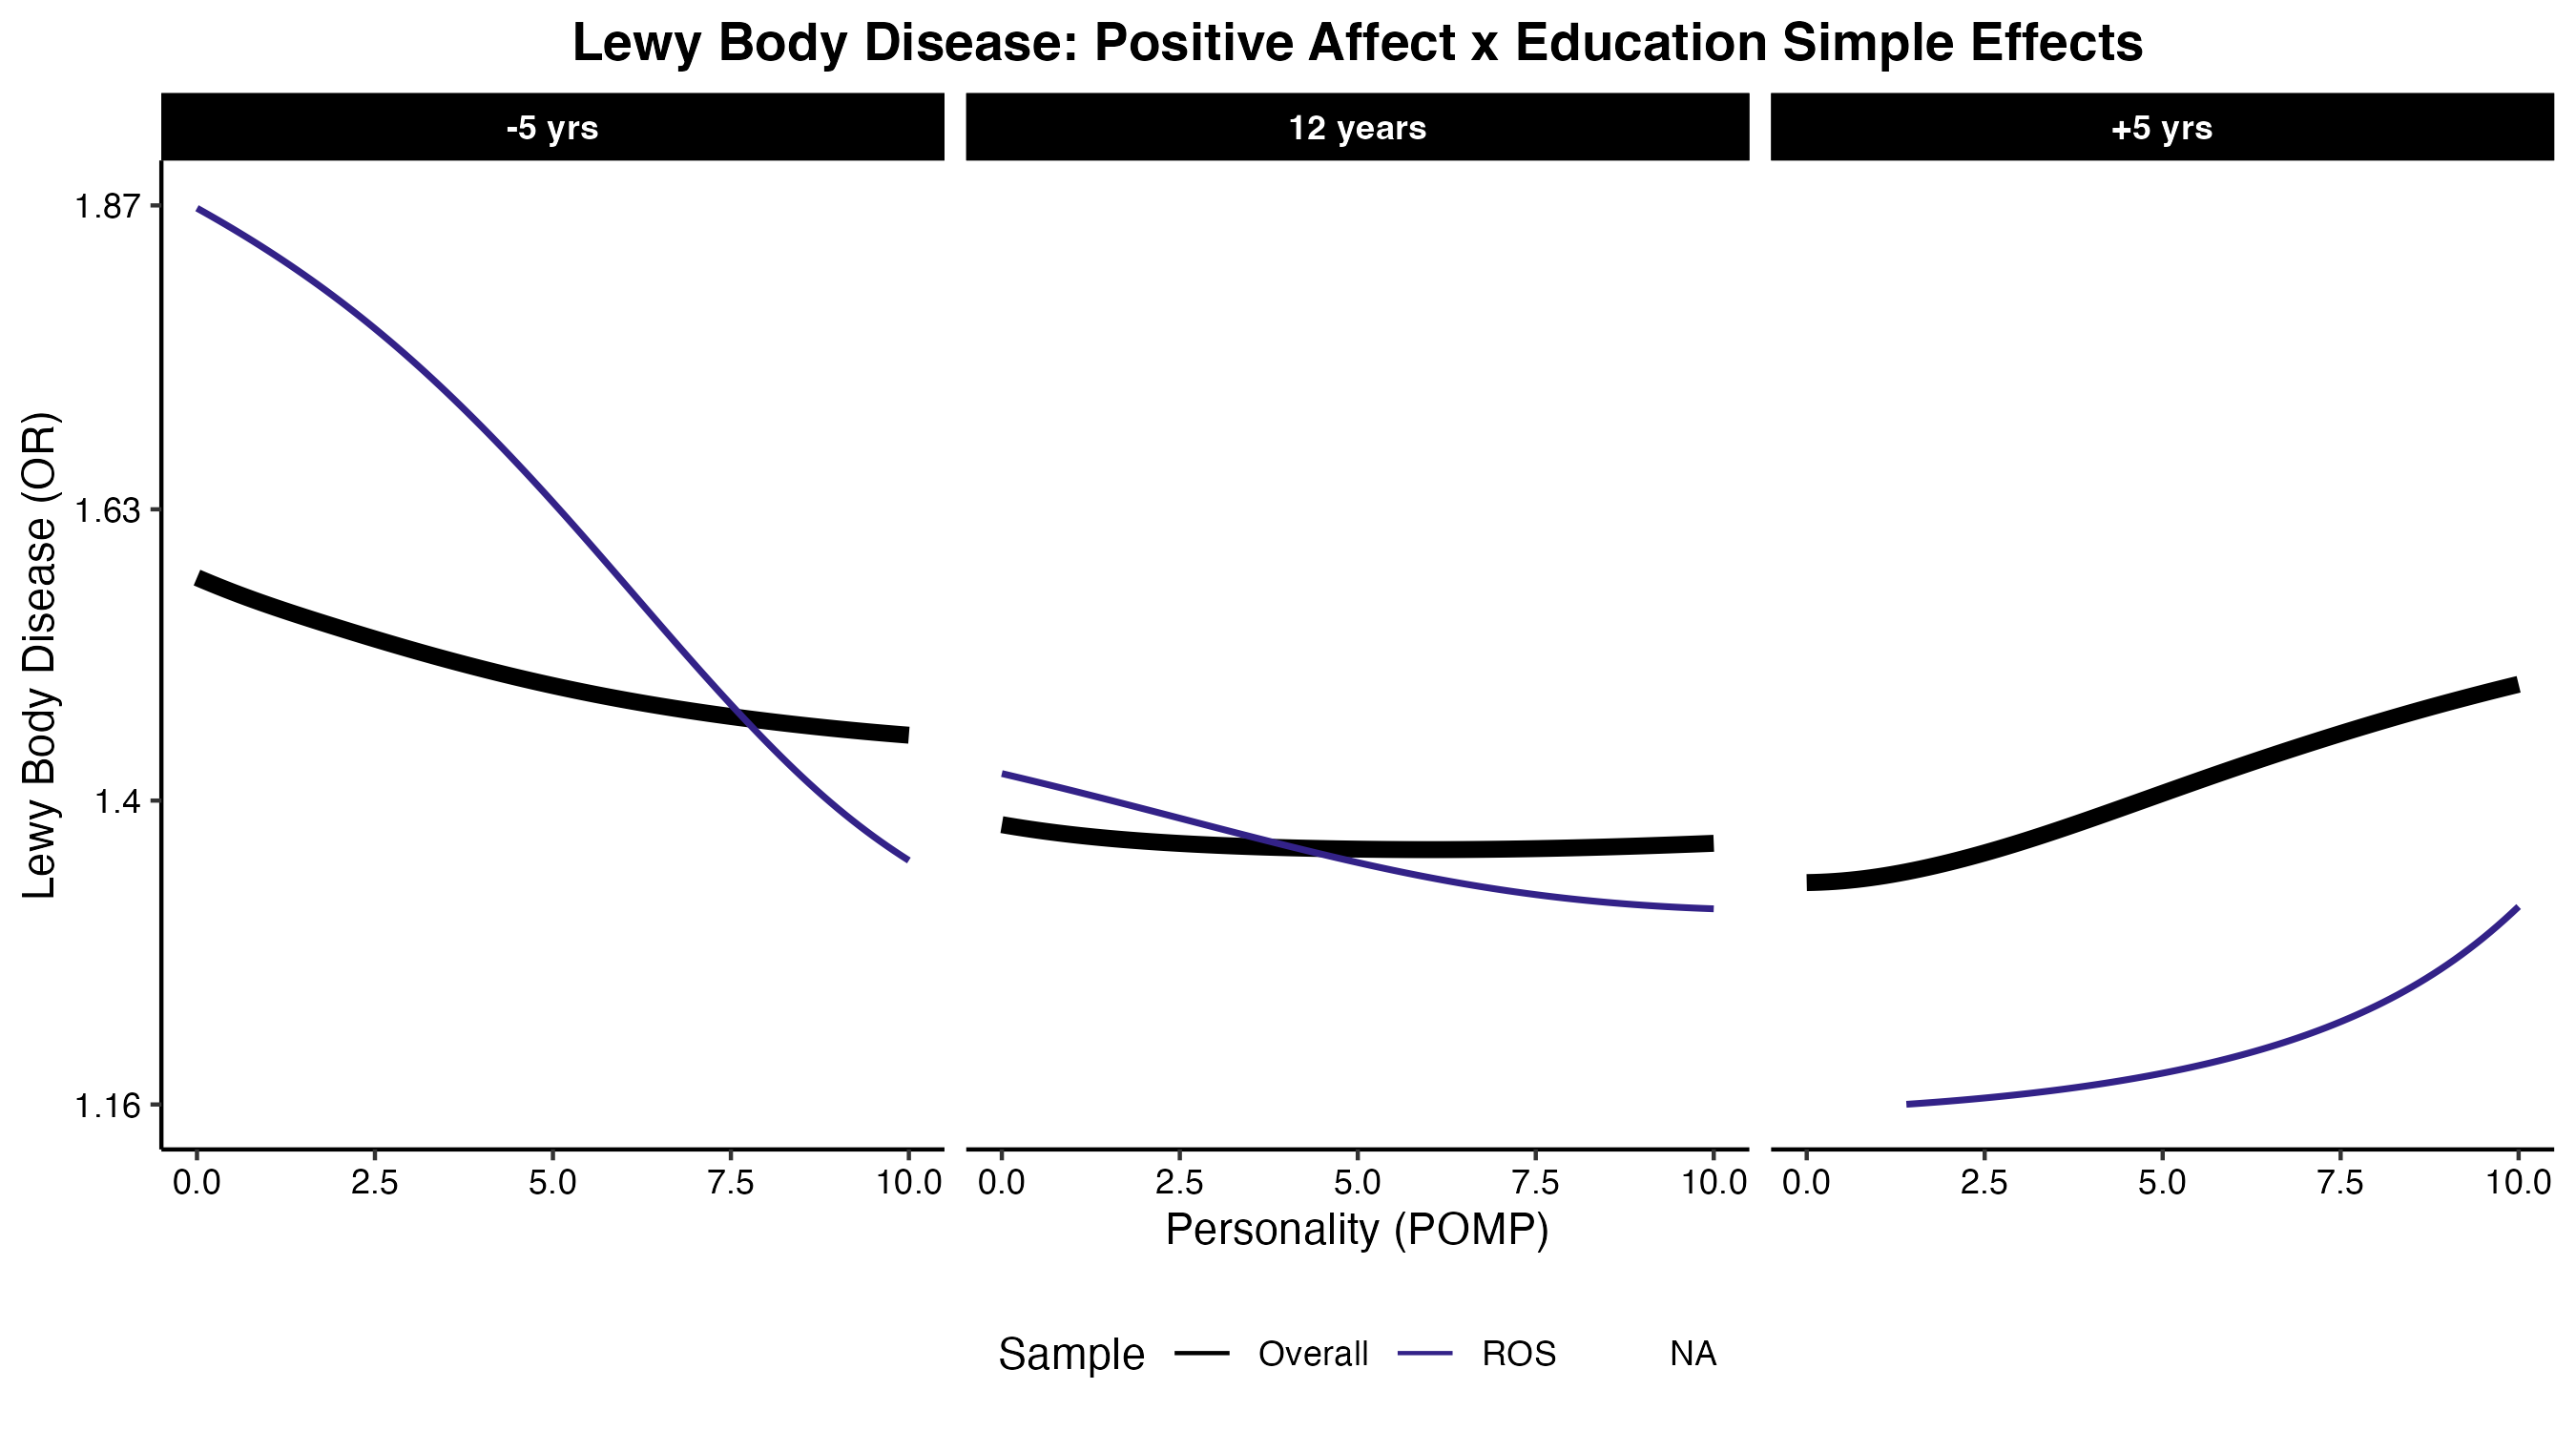 Lewy Body Disease: Positive Affect x Education Simple Effects
-5 yrs 12 years +5 yrs
Lewy Body Disease (OR)
1.87
1.63
1.4
1.16
0.0 2.5 5.0 7.5 10.0 0.0 2.5 5.0 7.5 10.0 0.0 2.5 5.0 7.5 10.0
Personality (POMP)
Sample Overall ROS NA